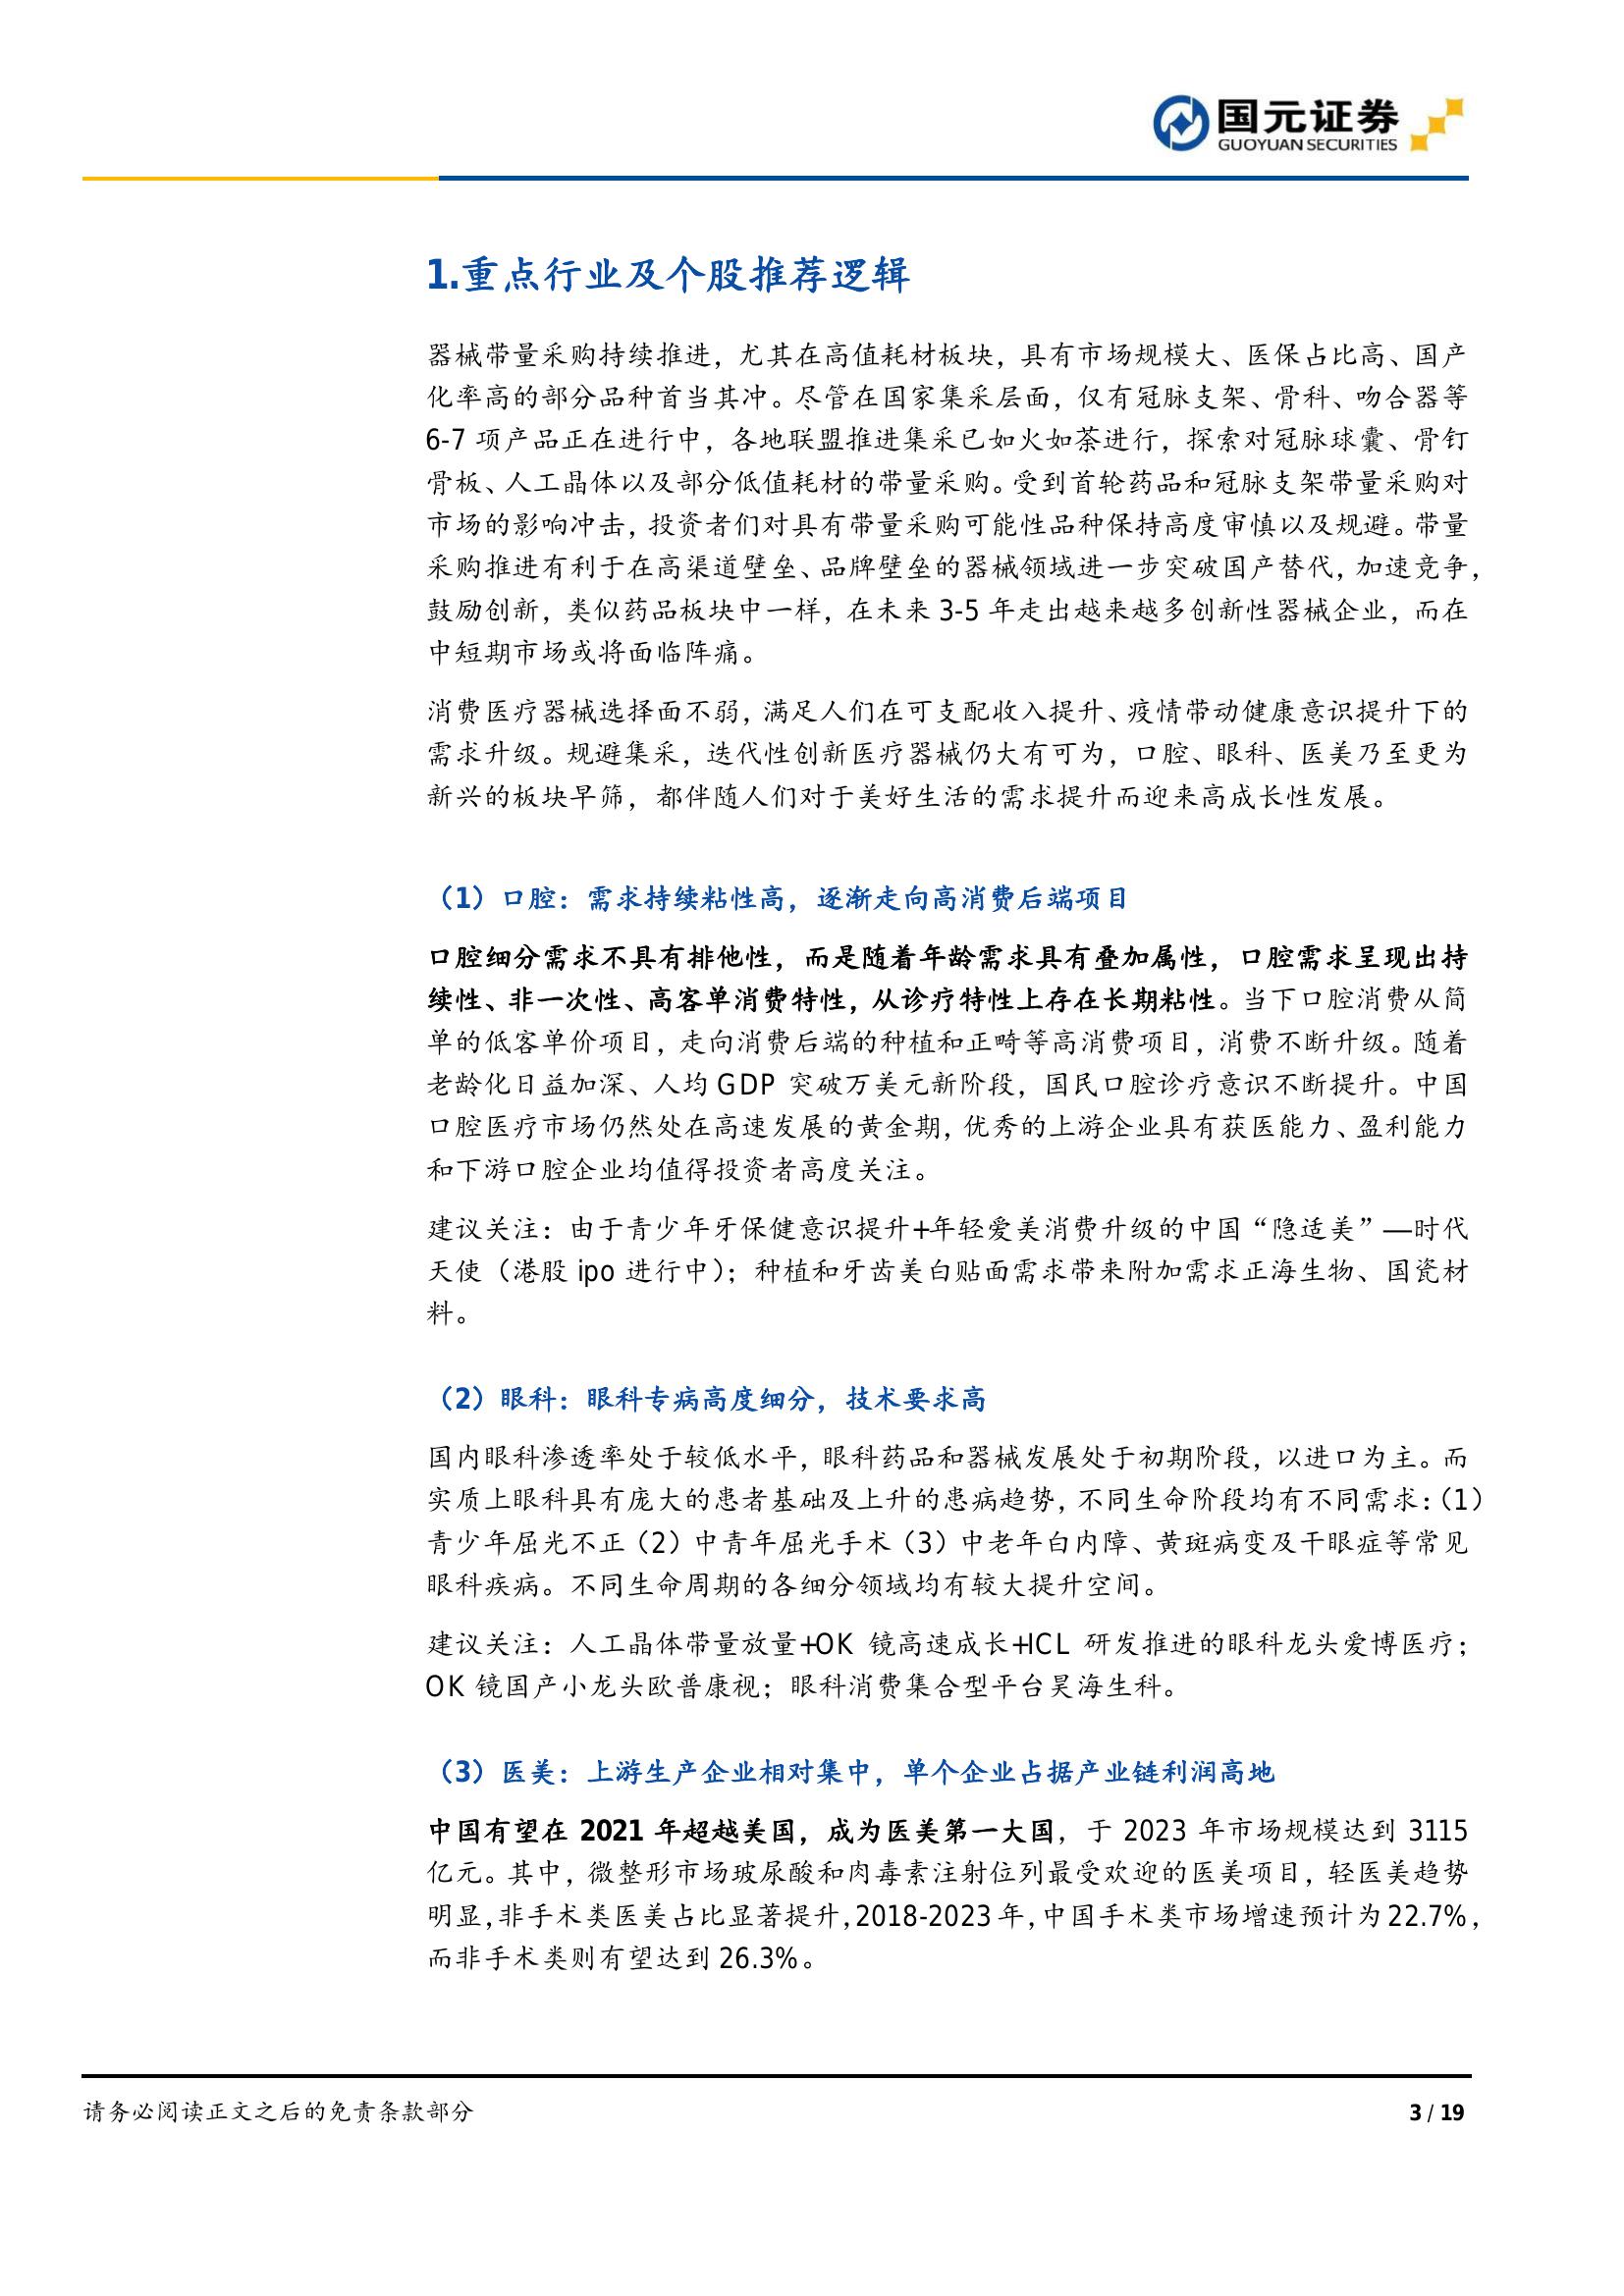 国元证券
GUOYUAN SECURITIES
1.重点行业及个股推荐逻辑
器械带量采购持续推进，尤其在高值耗材板块，具有市场规模大、医保占比高、国产
化率高的部分品种首当其冲。尽管在国家集采层面，仅有冠脉支架、骨科、吻合器等
6-7 项产品正在进行中，各地联盟推进集采已如火如荼进行，探索对冠脉球囊、骨钉
骨板、人工晶体以及部分低值耗材的带量采购。受到首轮药品和冠脉支架带量采购对
市场的影响冲击，投资者们对具有带量采购可能性品种保持高度审慎以及规避。带量
采购推进有利于在高渠道壁垒、品牌壁垒的器械领域进一步突破国产替代，加速竞争，
鼓励创新，类似药品板块中一样，在未来 3-5 年走出越来越多创新性器械企业，而在
中短期市场或将面临阵痛。
消费医疗器械选择面不弱，满足人们在可支配收入提升、疫情带动健康意识提升下的
需求升级。规避集采，迭代性创新医疗器械仍大有可为，口腔、眼科、医美乃至更为
新兴的板块早筛，都伴随人们对于美好生活的需求提升而迎来高成长性发展。
（1）口腔：需求持续粘性高，逐渐走向高消费后端项目
口腔细分需求不具有排他性，而是随着年龄需求具有叠加属性，口腔需求呈现出持
续性、非一次性、高客单消费特性，从诊疗特性上存在长期粘性。当下口腔消费从简
单的低客单价项目，走向消费后端的种植和正畸等高消费项目，消费不断升级。随着
老龄化日益加深、人均 GDP 突破万美元新阶段，国民口腔诊疗意识不断提升。中国
口腔医疗市场仍然处在高速发展的黄金期，优秀的上游企业具有获医能力、盈利能力
和下游口腔企业均值得投资者高度关注。
建议关注：由于青少年牙保健意识提升+年轻爱美消费升级的中国“隐适美”—时代
天使（港股 ipo 进行中）；种植和牙齿美白贴面需求带来附加需求正海生物、国瓷材
料。
（2）眼科：眼科专病高度细分，技术要求高
国内眼科渗透率处于较低水平，眼科药品和器械发展处于初期阶段，以进口为主。而
实质上眼科具有庞大的患者基础及上升的患病趋势，不同生命阶段均有不同需求：（1）
青少年屈光不正（2）中青年屈光手术（3）中老年白内障、黄斑病变及干眼症等常见
眼科疾病。不同生命周期的各细分领域均有较大提升空间。
建议关注：人工晶体带量放量+OK 镜高速成长+ICL 研发推进的眼科龙头爱博医疗；
OK 镜国产小龙头欧普康视；眼科消费集合型平台昊海生科。
（3）医美：上游生产企业相对集中，单个企业占据产业链利润高地
中国有望在 2021 年超越美国，成为医美第一大国，于 2023 年市场规模达到 3115
亿元。其中，微整形市场玻尿酸和肉毒素注射位列最受欢迎的医美项目，轻医美趋势
明显，非手术类医美占比显著提升，2018-2023 年，中国手术类市场增速预计为 22.7%，
而非手术类则有望达到 26.3%。
请务必阅读正文之后的免责条款部分
3 / 19